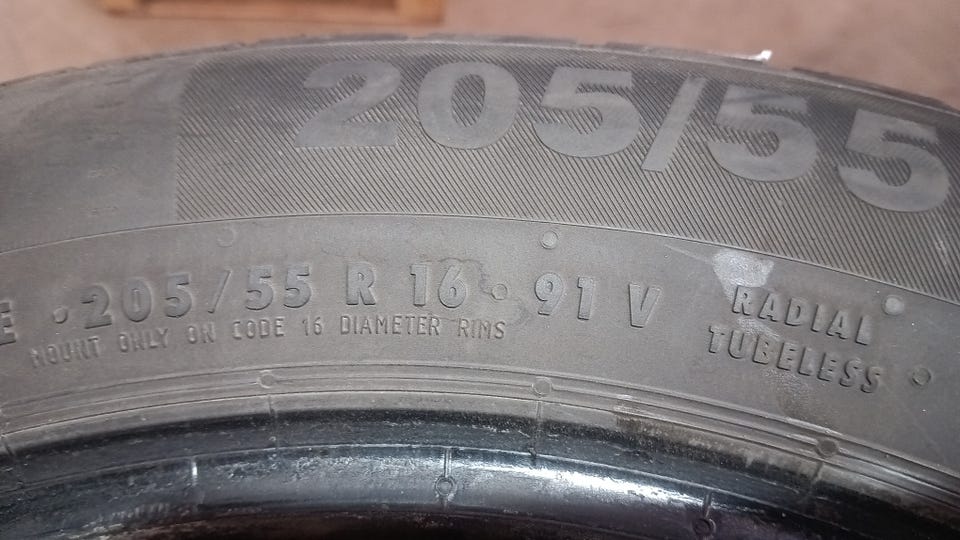 205/55
E · 205/55 R 16 · 91 V
MOUNT ONLY ON CODE 16 DIAMETER RIMS
RADIAL
TUBELESS